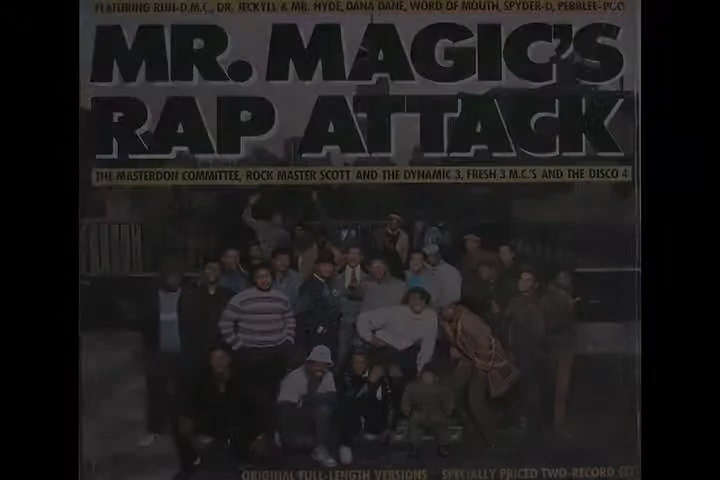 FEATURING RUN-D.M.C., DR. JECKYLL & MR. HYDE, DANA DANE, WORD OF MOUTH, SPYDER-D, PEBBLEE-POO
MR. MAGIC'S
RAP ATTACK
THE MASTERDON COMMITTEE, ROCK MASTER SCOTT AND THE DYNAMIC 3, FRESH 3 M.C.'S AND THE DISCO 4
ORIGINAL FULL-LENGTH VERSIONS SPECIALLY PRICED TWO-RECORD SET